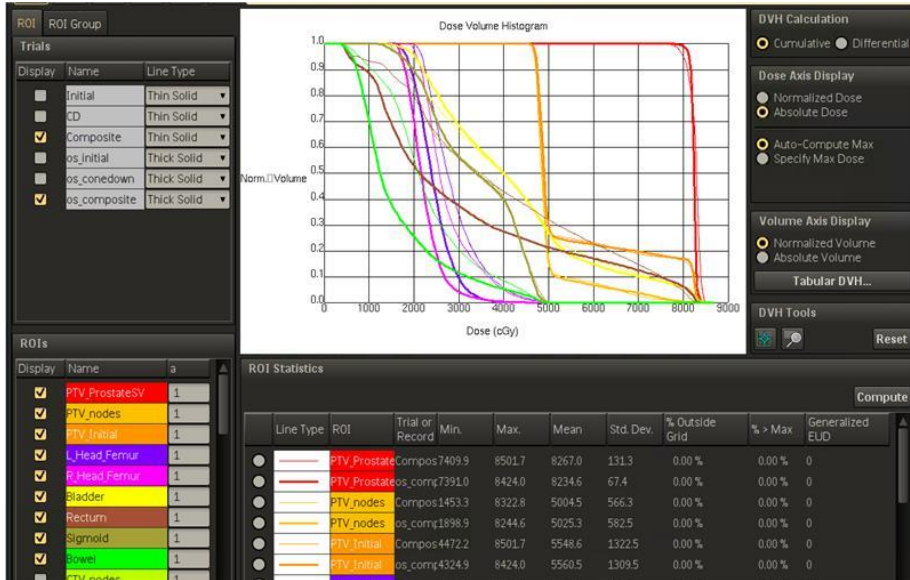 ROI ROI Group
Trials
Display Name Line Type
Initial Thin Solid
CD Thin Solid
Composite Thin Solid
os_initial Thick Solid
os_conedown Thick Solid
os_composite Thick Solid
ROIs
Display Name a
PTV_ProstateSV 1
PTV_nodes 1
PTV_Initial 1
L_Head_Femur 1
R_Head_Femur 1
Bladder 1
Rectum 1
Sigmoid 1
Bowel 1
CTV_nodes
Dose Volume Histogram
1.0
0.9
0.8
0.7
0.6
0.5
Norm.□Volume
0.4
0.3
0.2
0.1
0.0
0 1000 2000 3000 4000 5000 6000 7000 8000 9000
Dose (cGy)
DVH Calculation
Cumulative Differential
Dose Axis Display
Normalized Dose
Absolute Dose
Auto-Compute Max
Specify Max Dose
Volume Axis Display
Normalized Volume
Absolute Volume
Tabular DVH...
DVH Tools
Reset
ROI Statistics
Compute
Line Type ROI Trial or Record Min. Max. Mean Std. Dev. % Outside Grid % > Max Generalized EUD
PTV_Prostate Compos 7409.9 8501.7 8267.0 131.3 0.00 % 0.00 % 0
PTV_Prostate os_comp 7391.0 8424.0 8234.6 67.4 0.00 % 0.00 % 0
PTV_nodes Compos 1453.3 8322.8 5004.5 566.3 0.00 % 0.00 % 0
PTV_nodes os_comp 1898.9 8244.6 5025.3 582.5 0.00 % 0.00 % 0
PTV_Initial Compos 4472.2 8501.7 5548.6 1322.5 0.00 % 0.00 % 0
PTV_Initial os_comp 4324.9 8424.0 5560.5 1309.5 0.00 % 0.00 % 0